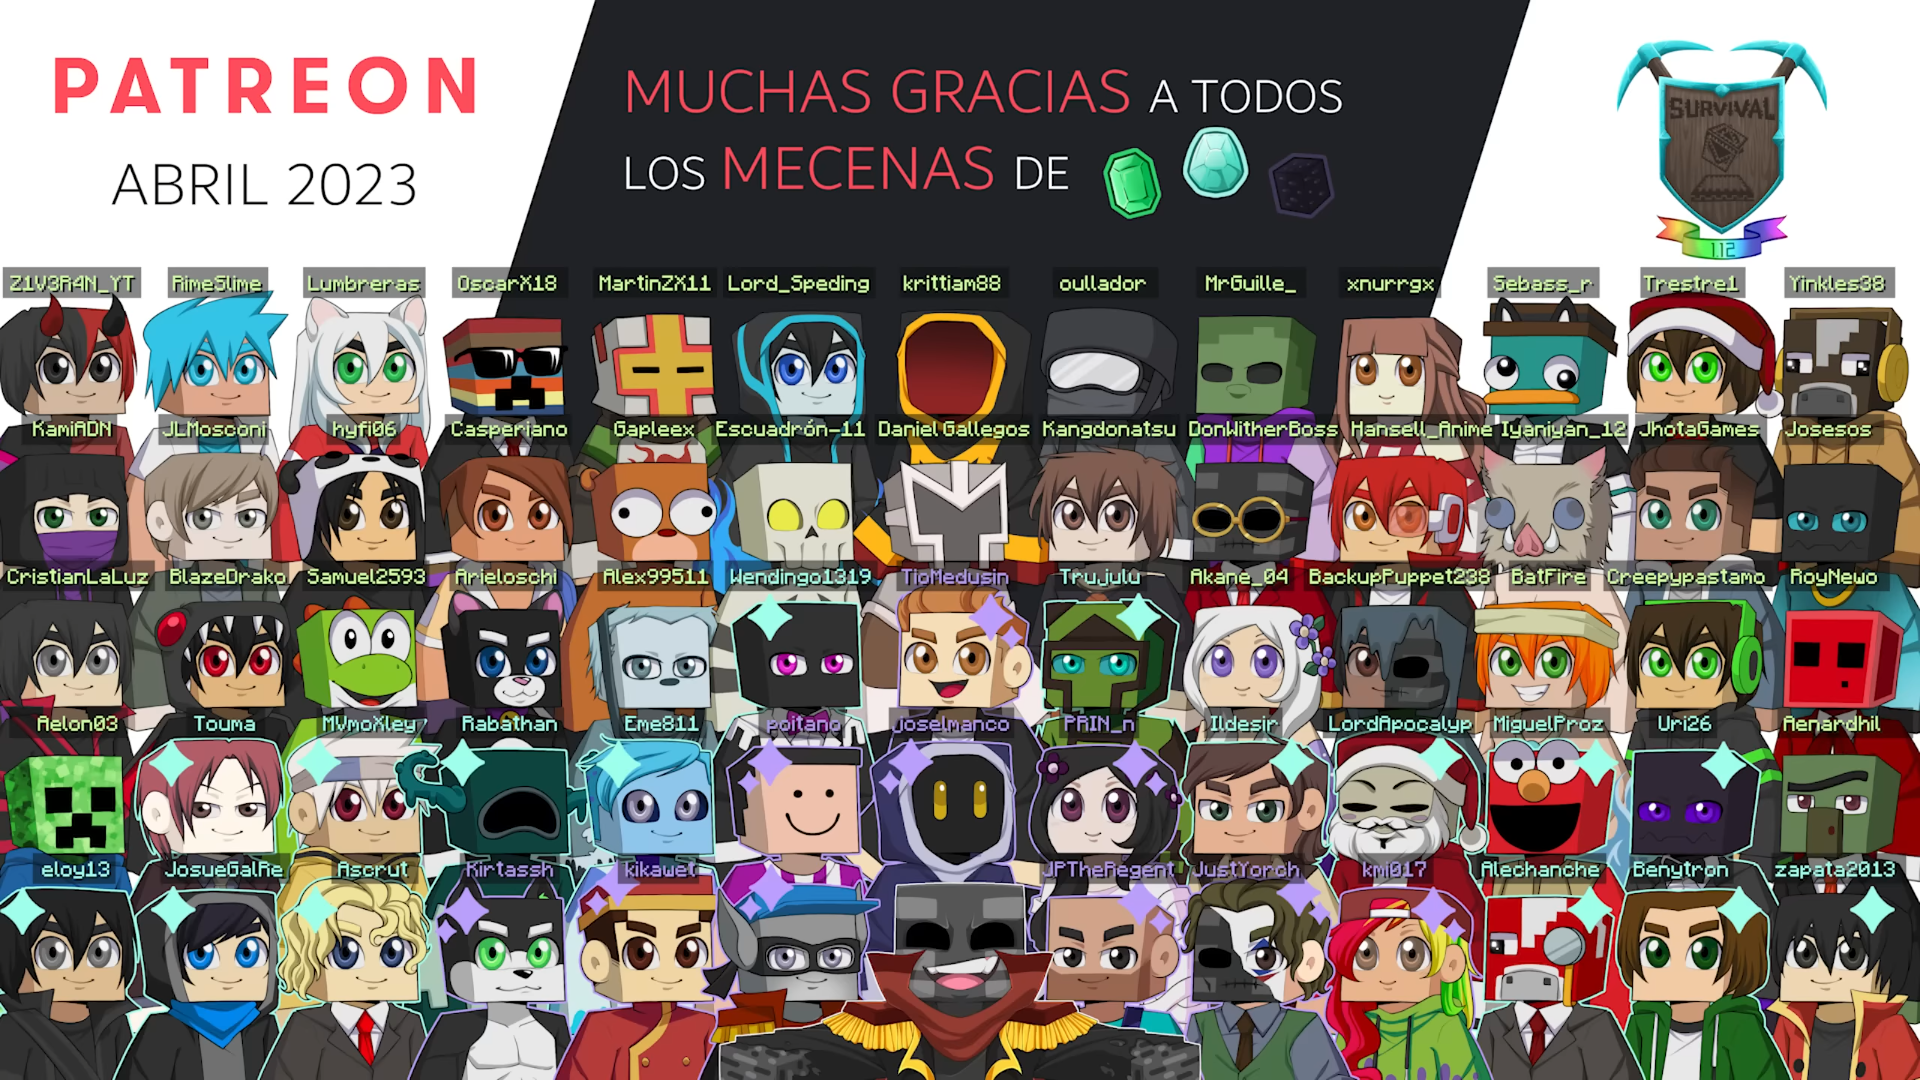 PATREON
ABRIL 2023
MUCHAS GRACIAS A TODOS
LOS MECENAS DE
SURVIVAL
1.12
Z1V3R4N_YT RimeSlime Lumbreras OscarX18 MartinZX11 Lord_Speding krittiam88 oullador MrGuille_ xnurrgx Sebass_r Trestre1 Yinkles38
KamiADN JLMosconi hyfi06 Casperiano Gapleex Escuadrón-11 Daniel Gallegos Kangdonatsu DonWitherBoss Hansell_Anime Iyaniyan_12 JhotaGames Josesos
CristianLaLuz BlazeDrako Samuel2593 Arieloschi Alex99511 Wendingo1319 TioMedusin Trujulu Akane_04 BackupPuppet238 BatFire Creepypastamo RoyNewo
Aelon03 Touma MVmoXley Rabathan Eme811 poitano joselmanco PRIN_n Ildesir LordApocalyp MiguelProz Uri26 Aenardhil
eloy13 JosueGalRe Ascrut Kirtassh kikawet JPTheRegent JustYorch kmi017 Alechanche Benytron zapata2013